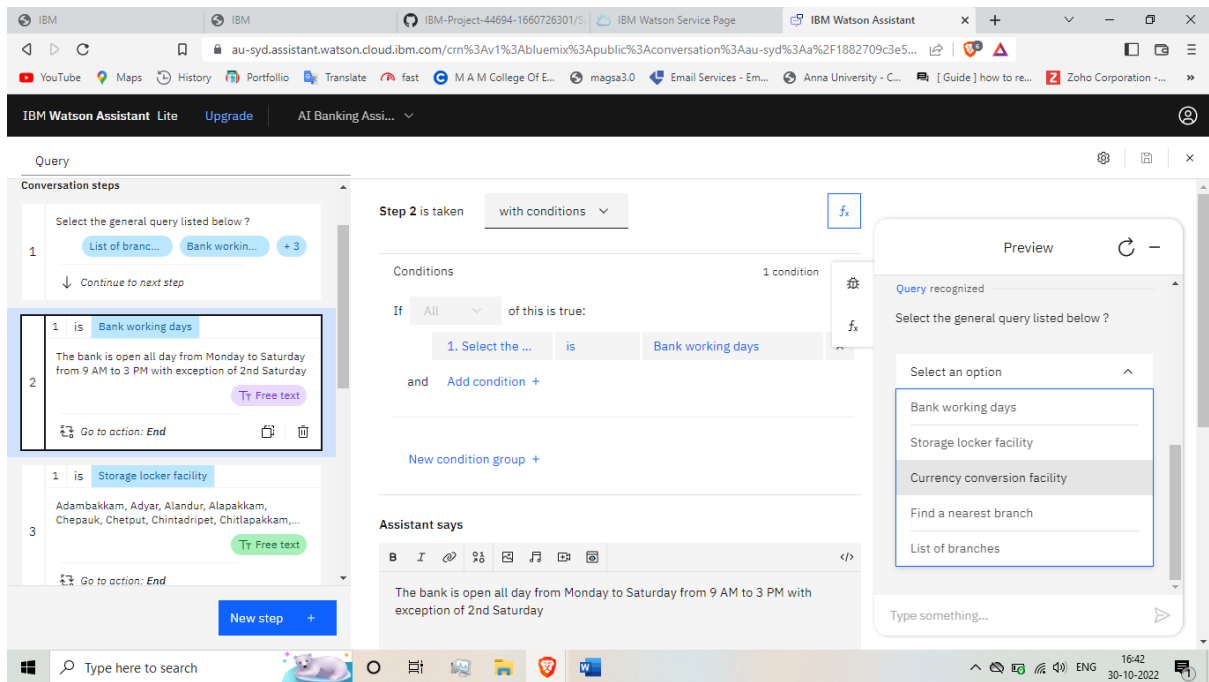 IBM
IBM
IBM-Project-44694-1660726301/S
IBM Watson Service Page
IBM Watson Assistant
au-syd.assistant.watson.cloud.ibm.com/crn%3Av1%3Abluemix%3Apublic%3Aconversation%3Aau-syd%3Aa%2F1882709c3e5...
YouTube
Maps
History
Portfolio
Translate
fast
M A M College Of E...
magsa3.0
Email Services - Em...
Anna University - C...
[ Guide ] how to re...
Zoho Corporation -...
IBM Watson Assistant Lite
Upgrade
AI Banking Assi...
Query
Conversation steps
1
Select the general query listed below ?
List of branc...
Bank workin...
+ 3
Continue to next step
2
1 is Bank working days
The bank is open all day from Monday to Saturday
from 9 AM to 3 PM with exception of 2nd Saturday
Free text
Go to action: End
3
1 is Storage locker facility
Adambakkam, Adyar, Alandur, Alapakkam,
Chepauk, Chetput, Chintadripet, Chitlapakkam,...
Free text
Go to action: End
New step +
Step 2 is taken
with conditions
Conditions
1 condition
If All of this is true:
1. Select the ...
is
Bank working days
and Add condition +
New condition group +
Assistant says
B I
The bank is open all day from Monday to Saturday from 9 AM to 3 PM with
exception of 2nd Saturday
Preview
Query recognized
Select the general query listed below ?
Select an option
Bank working days
Storage locker facility
Currency conversion facility
Find a nearest branch
List of branches
Type something...
Type here to search
ENG
16:42
30-10-2022